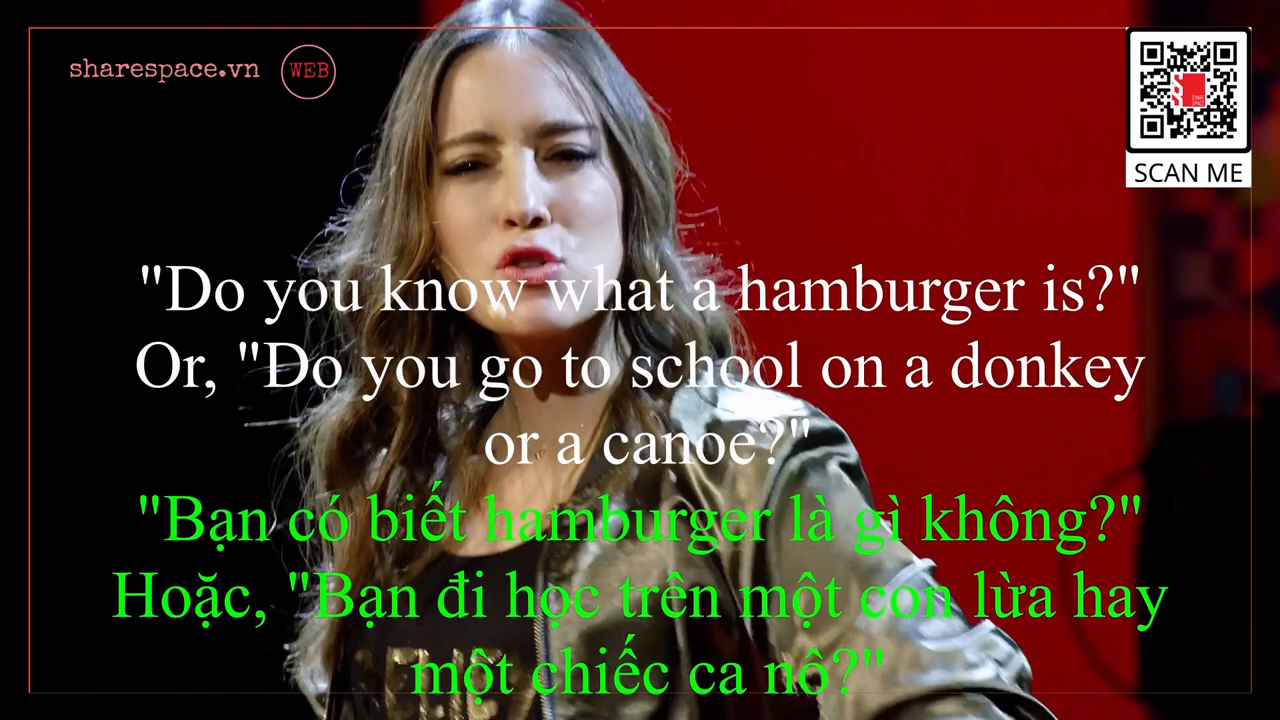 sharespace.vn WEB
SCAN ME
"Do you know what a hamburger is?"
Or, "Do you go to school on a donkey
or a canoe?"
"Bạn có biết hamburger là gì không?"
Hoặc, "Bạn đi học trên một con lừa hay
một chiếc ca nô?"